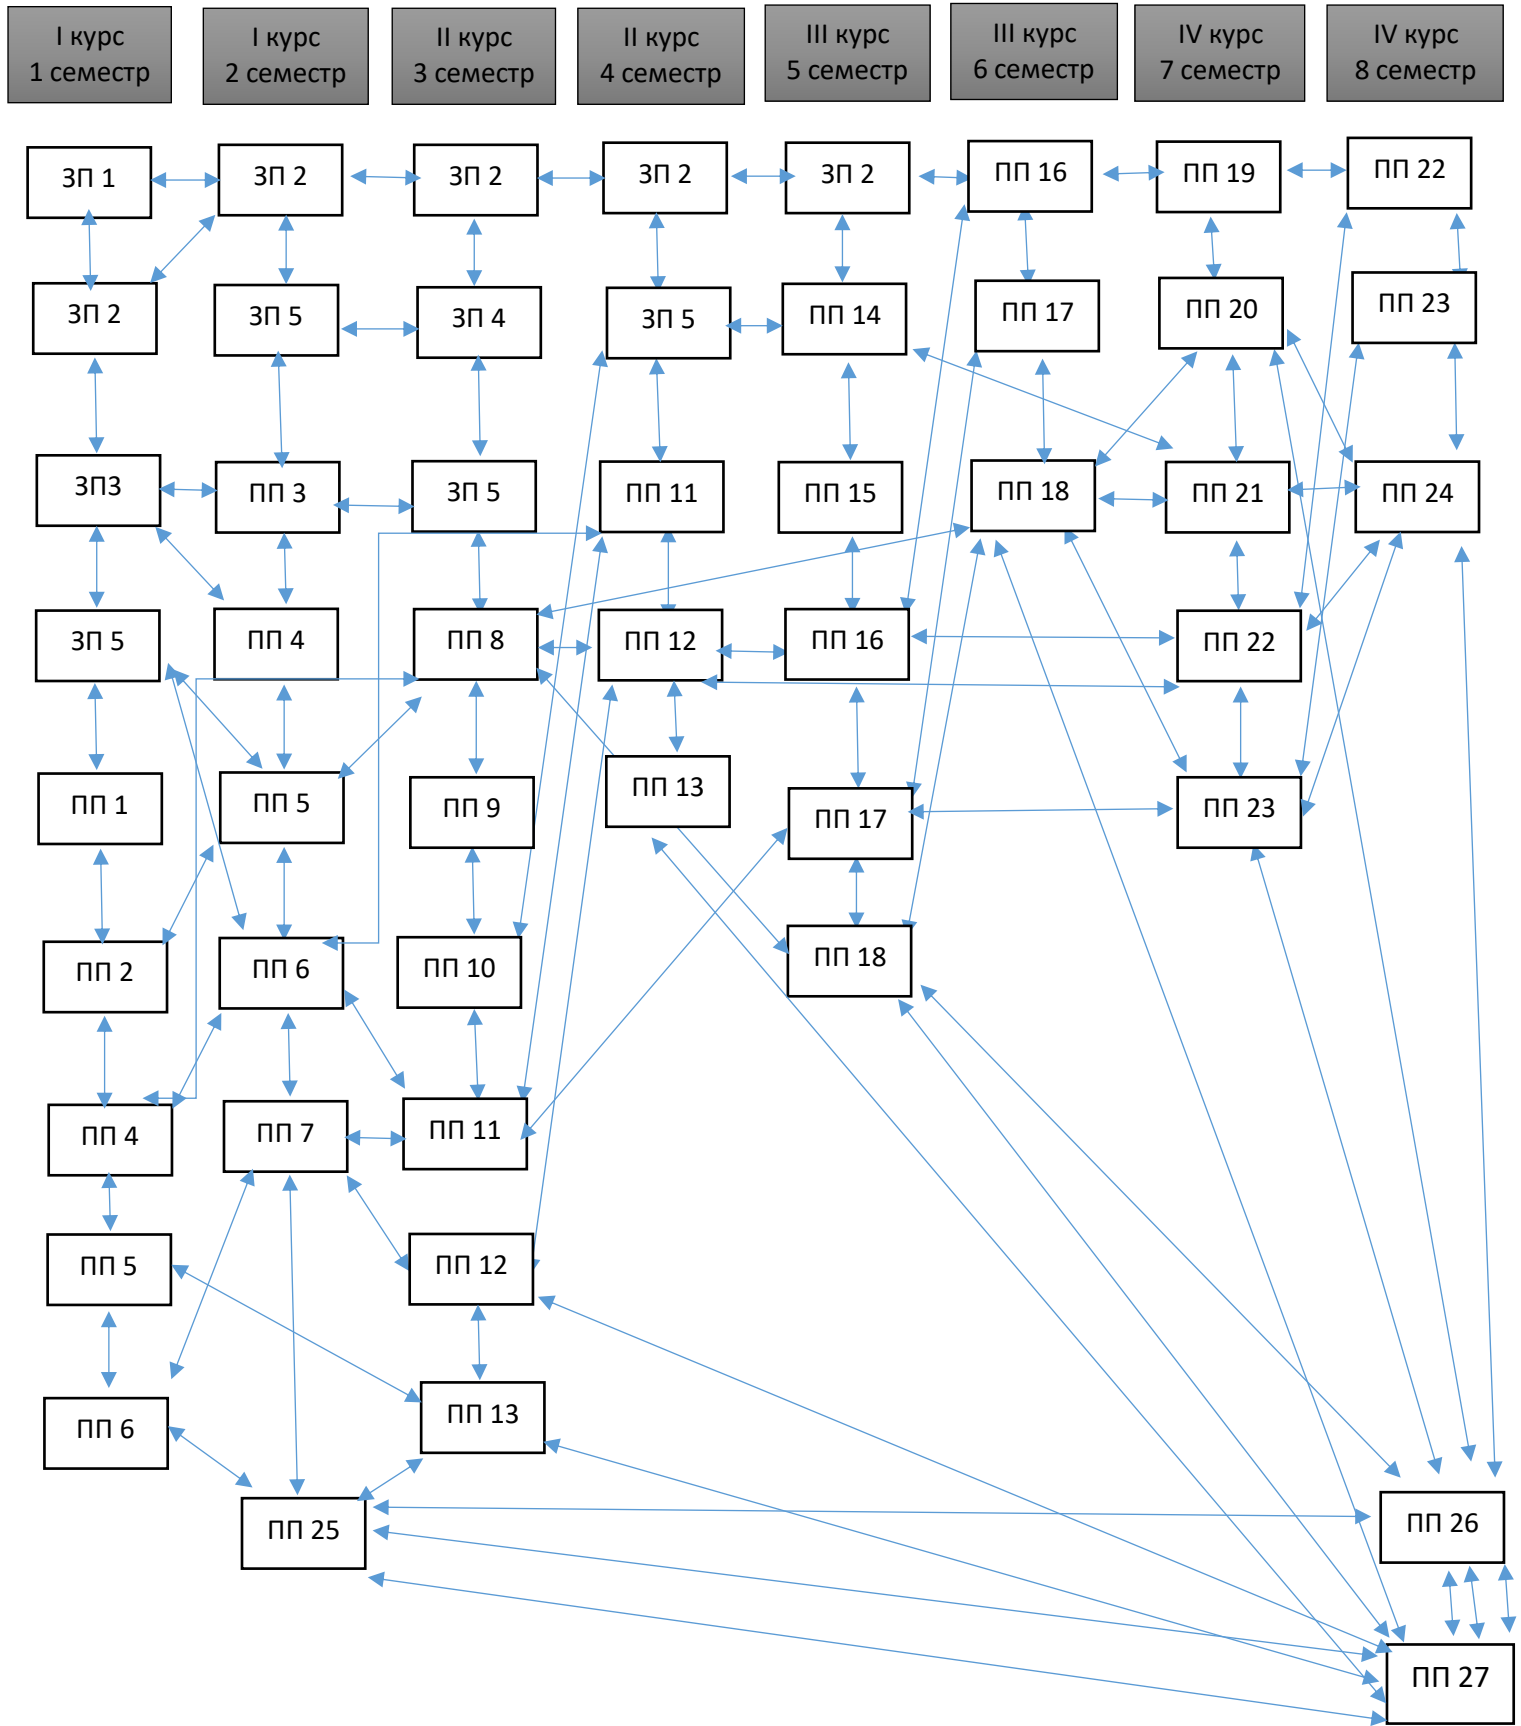 I курс
1 семестр
I курс
2 семестр
II курс
3 семестр
II курс
4 семестр
III курс
5 семестр
III курс
6 семестр
IV курс
7 семестр
IV курс
8 семестр
ЗП 1
ЗП 2
ЗП 2
ЗП 2
ЗП 2
ПП 16
ПП 19
ПП 22
ЗП 2
ЗП 5
ЗП 4
ЗП 5
ПП 14
ПП 17
ПП 20
ПП 23
ЗП3
ПП 3
ЗП 5
ПП 11
ПП 15
ПП 18
ПП 21
ПП 24
ЗП 5
ПП 4
ПП 8
ПП 12
ПП 16
ПП 22
ПП 1
ПП 5
ПП 9
ПП 13
ПП 17
ПП 23
ПП 2
ПП 6
ПП 10
ПП 18
ПП 4
ПП 7
ПП 11
ПП 5
ПП 12
ПП 6
ПП 13
ПП 25
ПП 26
ПП 27